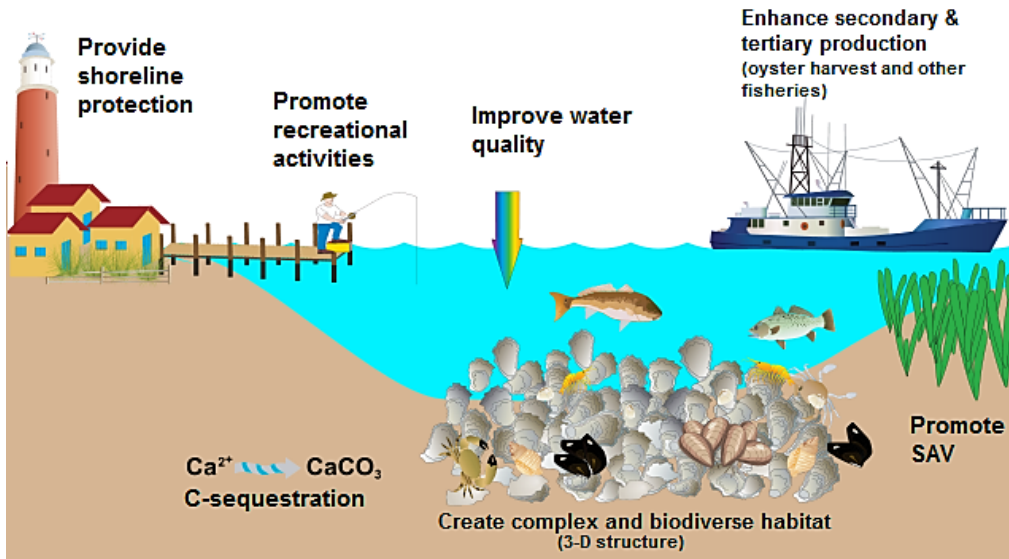 Provide
shoreline
protection
Promote
recreational
activities
Improve water
quality
Enhance secondary &
tertiary production
(oyster harvest and other
fisheries)
Ca²⁺ CaCO₃
C-sequestration
Create complex and biodiverse habitat
(3-D structure)
Promote
SAV